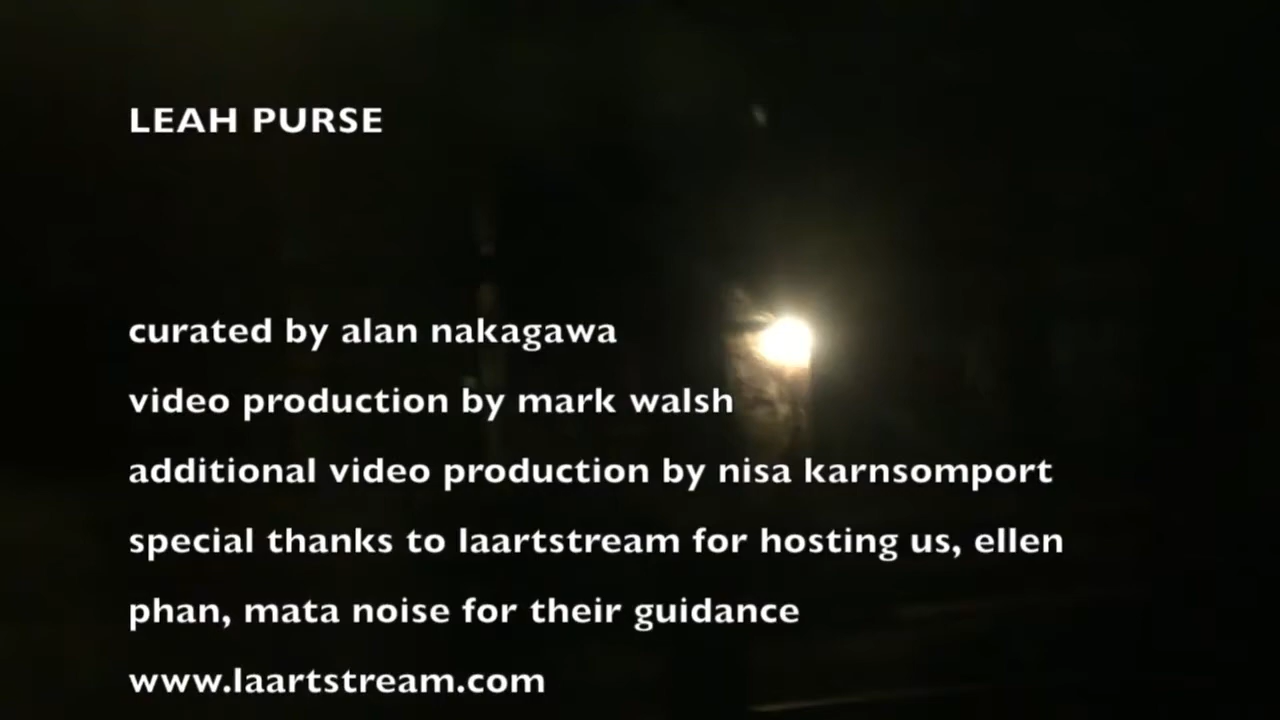 LEAH PURSE
curated by alan nakagawa
video production by mark walsh
additional video production by nisa karnsomport
special thanks to laartstream for hosting us, ellen
phan, mata noise for their guidance
www.laartstream.com